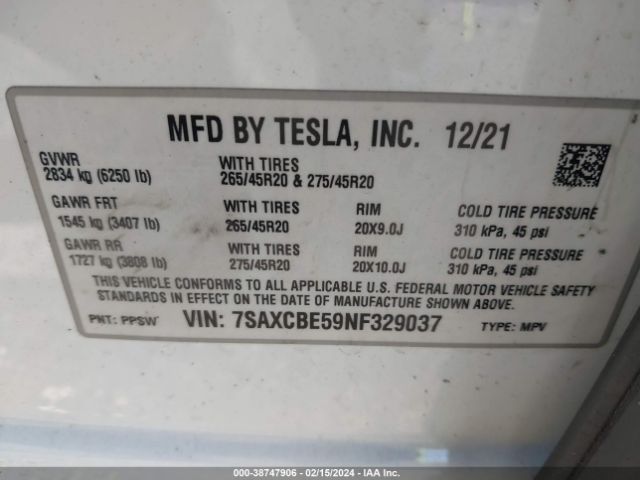 MFD BY TESLA, INC. 12/21
GVWR
2834 kg (6250 lb)
WITH TIRES
265/45R20 & 275/45R20
GAWR FRT
1545 kg (3407 lb)
WITH TIRES
265/45R20
RIM
20X9.0J
COLD TIRE PRESSURE
310 kPa, 45 psi
GAWR RR
1727 kg (3808 lb)
WITH TIRES
275/45R20
RIM
20X10.0J
COLD TIRE PRESSURE
310 kPa, 45 psi
THIS VEHICLE CONFORMS TO ALL APPLICABLE U.S. FEDERAL MOTOR VEHICLE SAFETY
STANDARDS IN EFFECT ON THE DATE OF MANUFACTURE SHOWN ABOVE.
PNT: PPSW VIN: 7SAXCBE59NF329037 TYPE: MPV
000-38747906 - 02/15/2024 - IAA Inc.